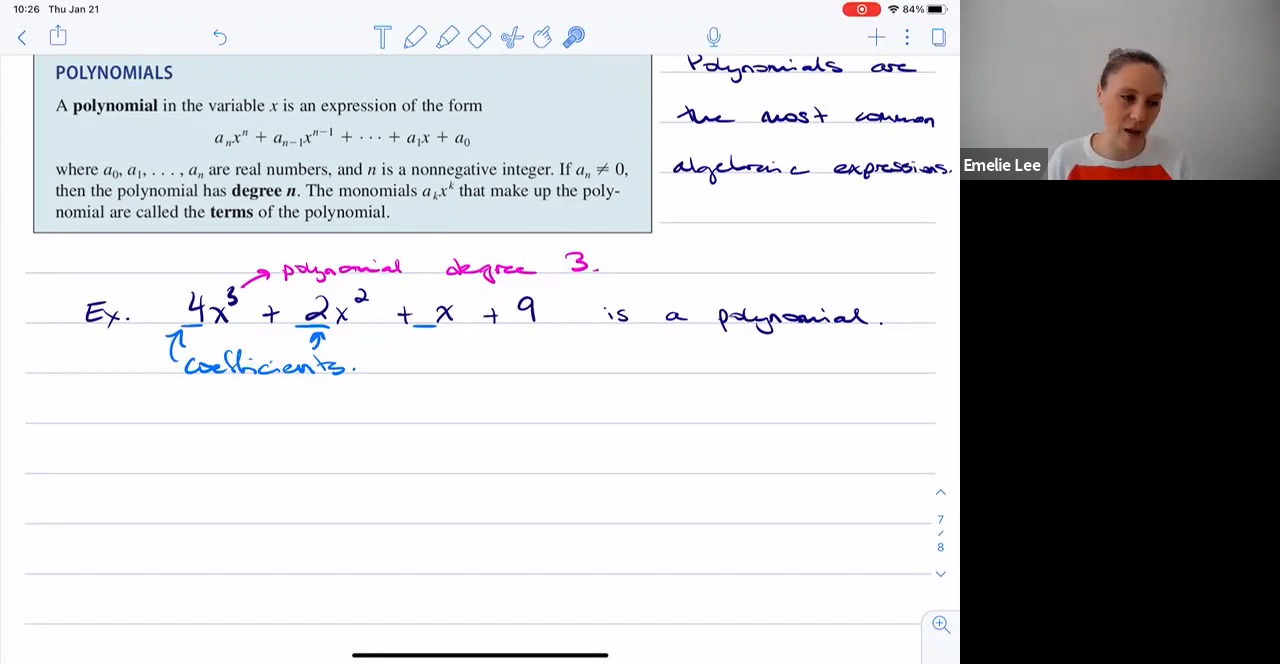 10:26 Thu Jan 21
84%
POLYNOMIALS
A polynomial in the variable x is an expression of the form
aₙxⁿ + aₙ₋₁xⁿ⁻¹ + ⋯ + a₁x + a₀
where a₀, a₁, . . . , aₙ are real numbers, and n is a nonnegative integer. If aₙ ≠ 0,
then the polynomial has degree n. The monomials aₖxᵏ that make up the poly-
nomial are called the terms of the polynomial.
Polynomials are
the most common
algebraic expressions.
Emelie Lee
polynomial degree 3.
Ex. 4x³ + 2x² + x + 9 is a polynomial.
coefficients.
7
/
8